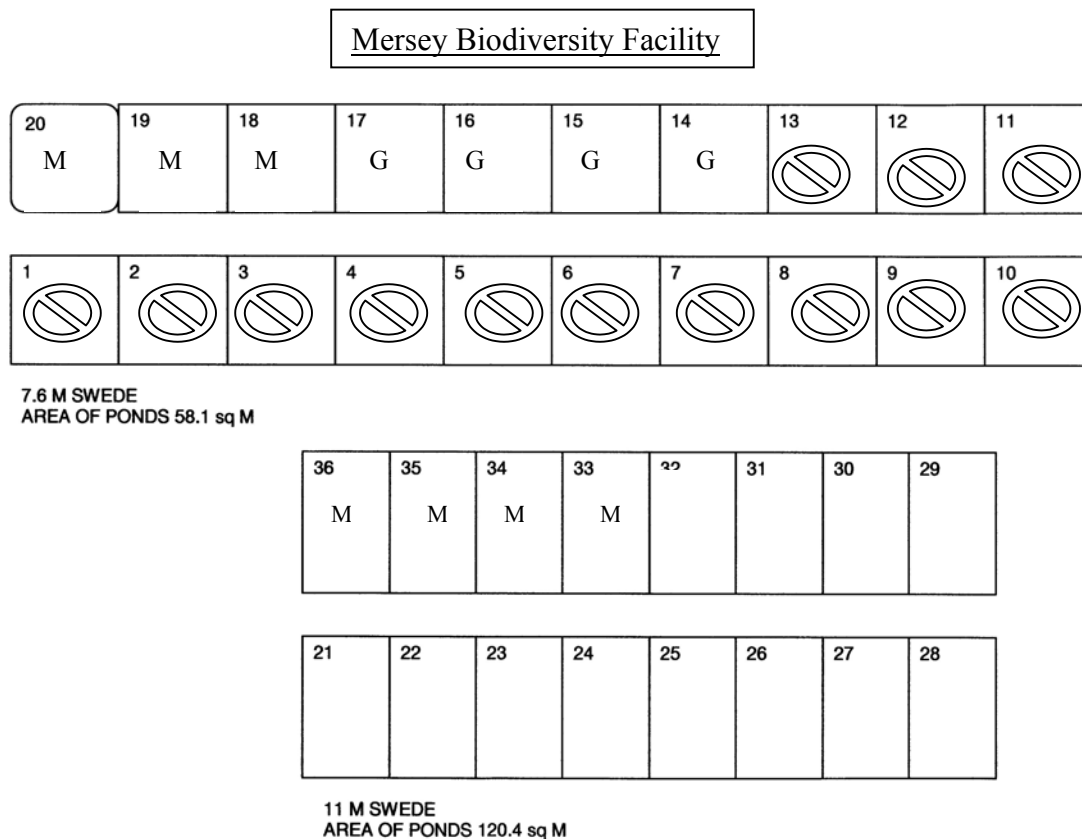 Mersey Biodiversity Facility
20 19 18 17 16 15 14 13 12 11
M M M G G G G
1 2 3 4 5 6 7 8 9 10
7.6 M SWEDE
AREA OF PONDS 58.1 sq M
36 35 34 33 32 31 30 29
M M M M
21 22 23 24 25 26 27 28
11 M SWEDE
AREA OF PONDS 120.4 sq M